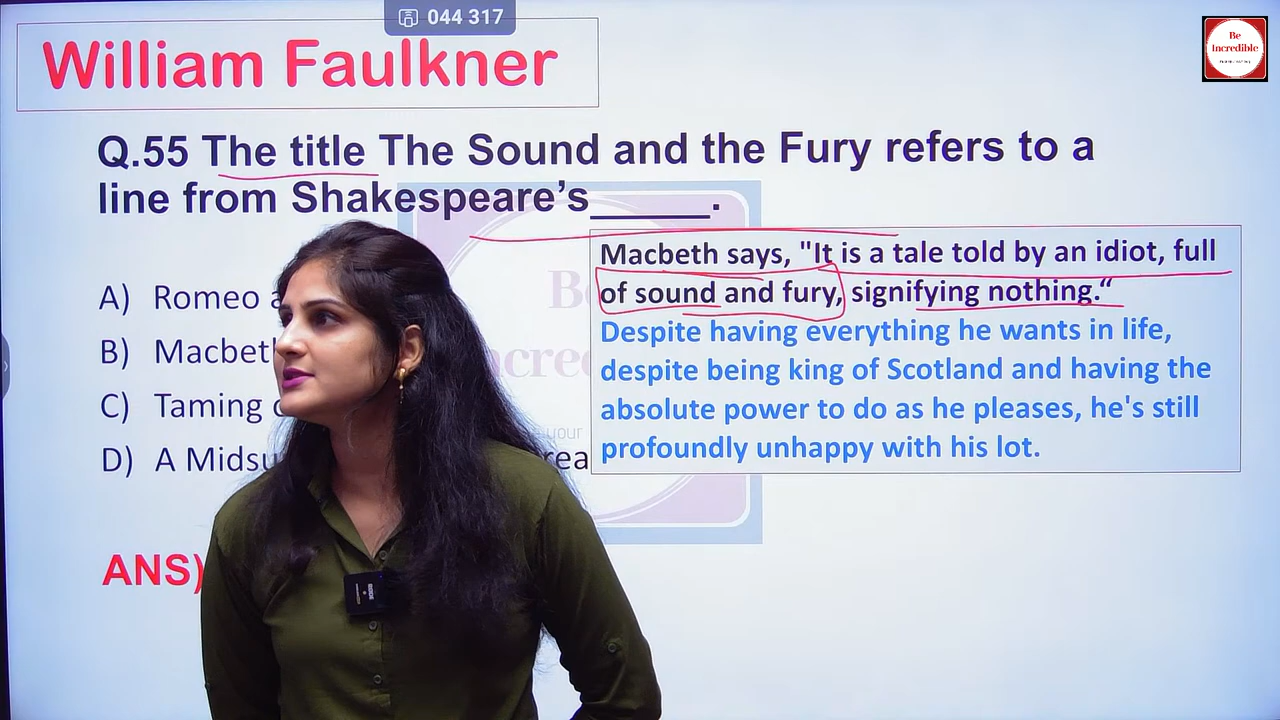 044 317
William Faulkner
Be
Incredible
Q.55 The title The Sound and the Fury refers to a
line from Shakespeare's_____.
Macbeth says, "It is a tale told by an idiot, full
of sound and fury, signifying nothing.“
Despite having everything he wants in life,
despite being king of Scotland and having the
absolute power to do as he pleases, he's still
profoundly unhappy with his lot.
A) Romeo
B)
C) Taming
D) A
your
ANS)